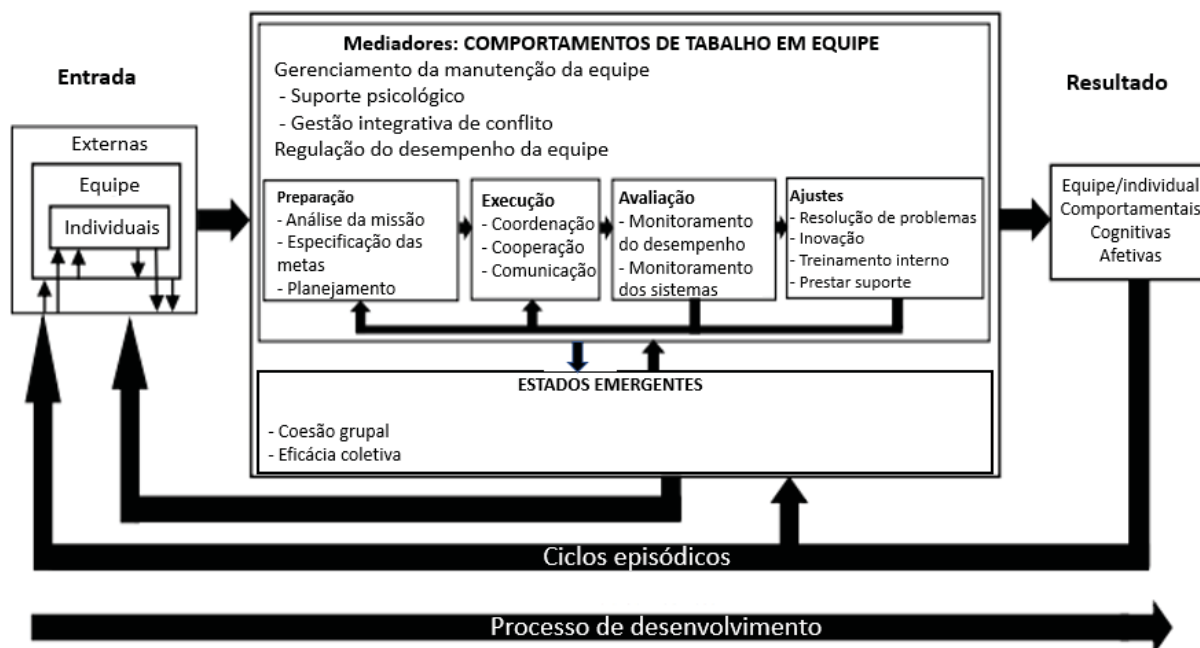 Mediadores: COMPORTAMENTOS DE TABALHO EM EQUIPE
Gerenciamento da manutenção da equipe
- Suporte psicológico
- Gestão integrativa de conflito
Regulação do desempenho da equipe
Entrada
Externas
Equipe
Individuais
Preparação
- Análise da missão
- Especificação das
metas
- Planejamento
Execução
- Coordenação
- Cooperação
- Comunicação
Avaliação
- Monitoramento
do desempenho
- Monitoramento
dos sistemas
Ajustes
- Resolução de problemas
- Inovação
- Treinamento interno
- Prestar suporte
Resultado
Equipe/individual
Comportamentais
Cognitivas
Afetivas
ESTADOS EMERGENTES
- Coesão grupal
- Eficácia coletiva
Ciclos episódicos
Processo de desenvolvimento